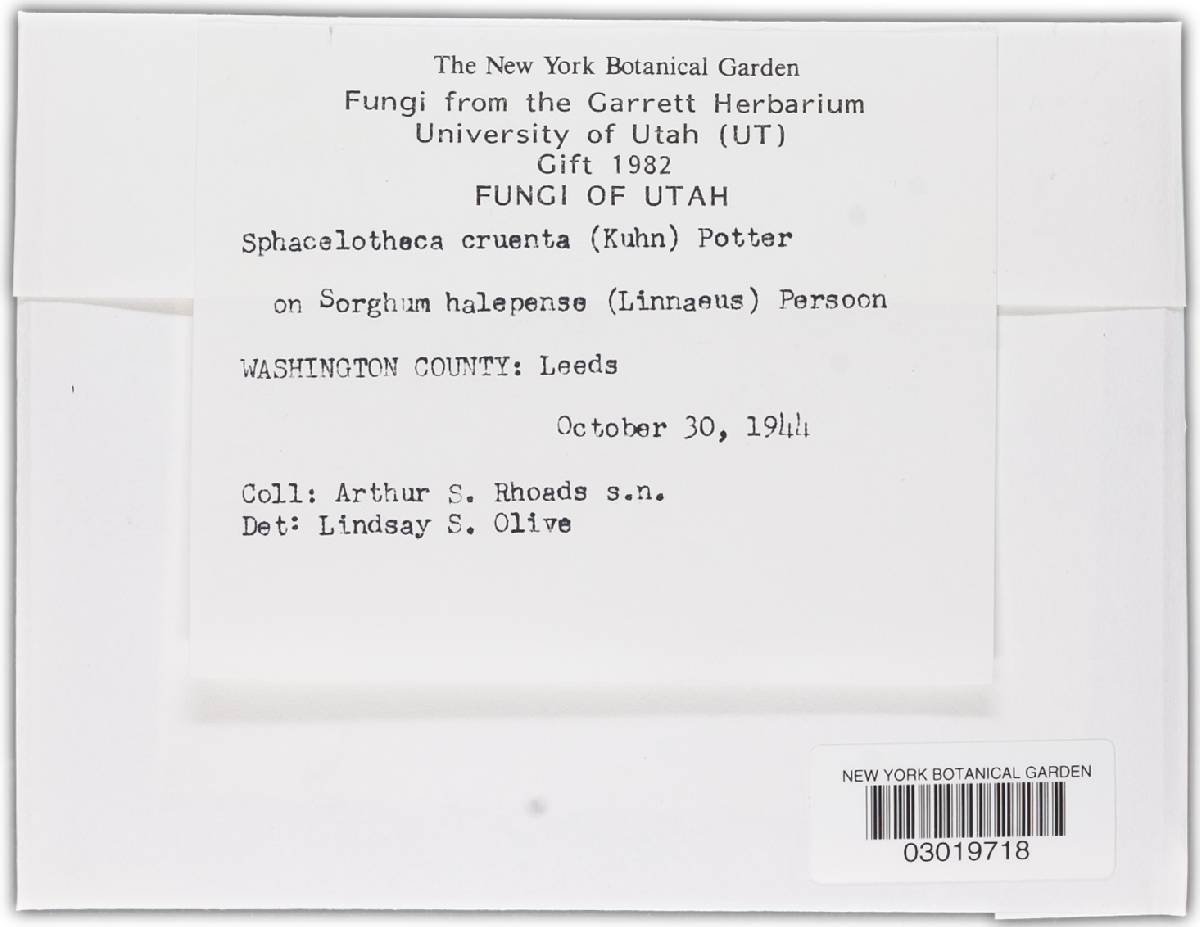 The New York Botanical Garden
Fungi from the Garrett Herbarium
University of Utah (UT)
Gift 1982
FUNGI OF UTAH
Sphacelotheca cruenta (Kuhn) Potter
on Sorghum halepense (Linnaeus) Persoon
WASHINGTON COUNTY: Leeds
October 30, 1944
Coll: Arthur S. Rhoads s.n.
Det: Lindsay S. Olive
NEW YORK BOTANICAL GARDEN
03019718